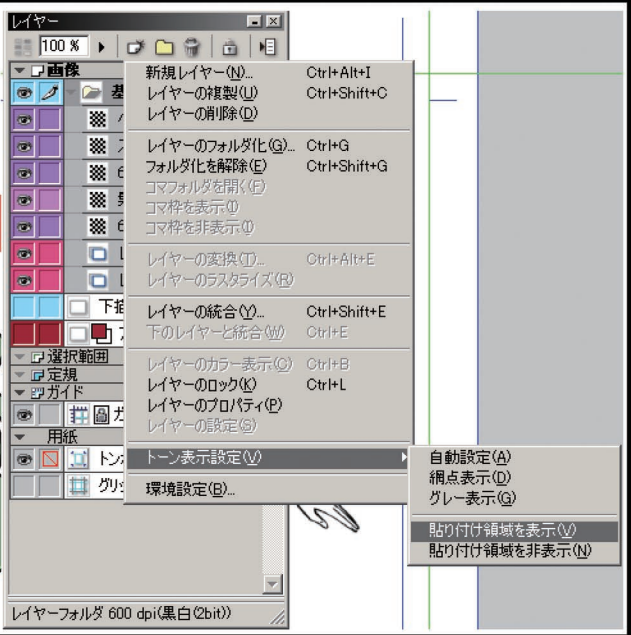 レイヤー
100 %
画像
新規レイヤー(N)... Ctrl+Alt+I
レイヤーの複製(U) Ctrl+Shift+C
レイヤーの削除(D)
レイヤーのフォルダ化(G)... Ctrl+G
フォルダ化を解除(E) Ctrl+Shift+G
コマフォルダを開く(F)
コマ枠を表示(I)
コマ枠を非表示(I)
レイヤーの変換(T)... Ctrl+Alt+E
レイヤーのラスタライズ(R)
レイヤーの統合(Y)... Ctrl+Shift+E
下のレイヤーと統合(W) Ctrl+E
レイヤーのカラー表示(C) Ctrl+B
レイヤーのロック(K) Ctrl+L
レイヤーのプロパティ(P)
レイヤーの設定(S)
トーン表示設定(V)
環境設定(B)...
自動設定(A)
網点表示(D)
グレー表示(G)
貼り付け領域を表示(V)
貼り付け領域を非表示(N)
基
6
6
下描
選択範囲
定規
ガイド
ガ
用紙
トン
グリッ
レイヤーフォルダ 600 dpi(黒白(2bit))